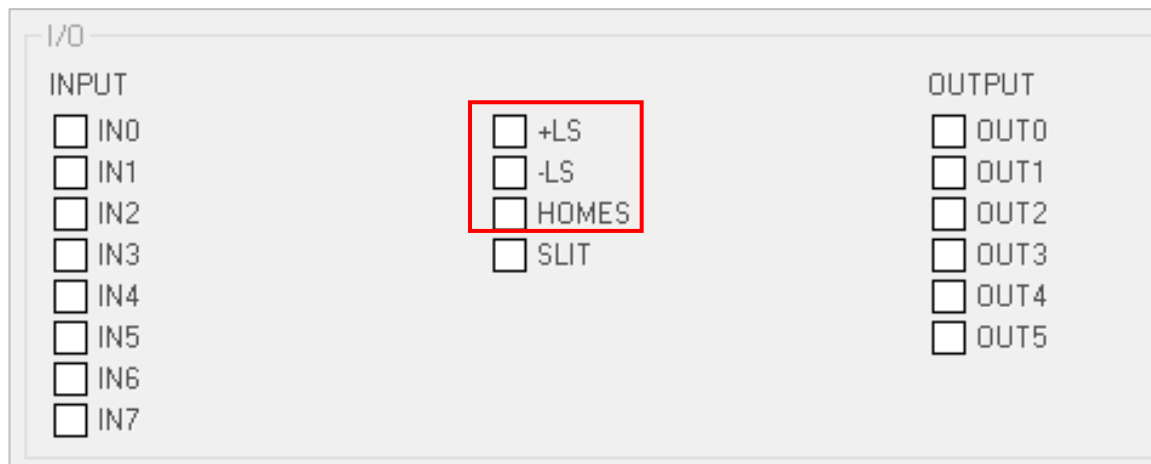 I/O
INPUT
IN0
IN1
IN2
IN3
IN4
IN5
IN6
IN7
+LS
-LS
HOMES
SLIT
OUTPUT
OUT0
OUT1
OUT2
OUT3
OUT4
OUT5